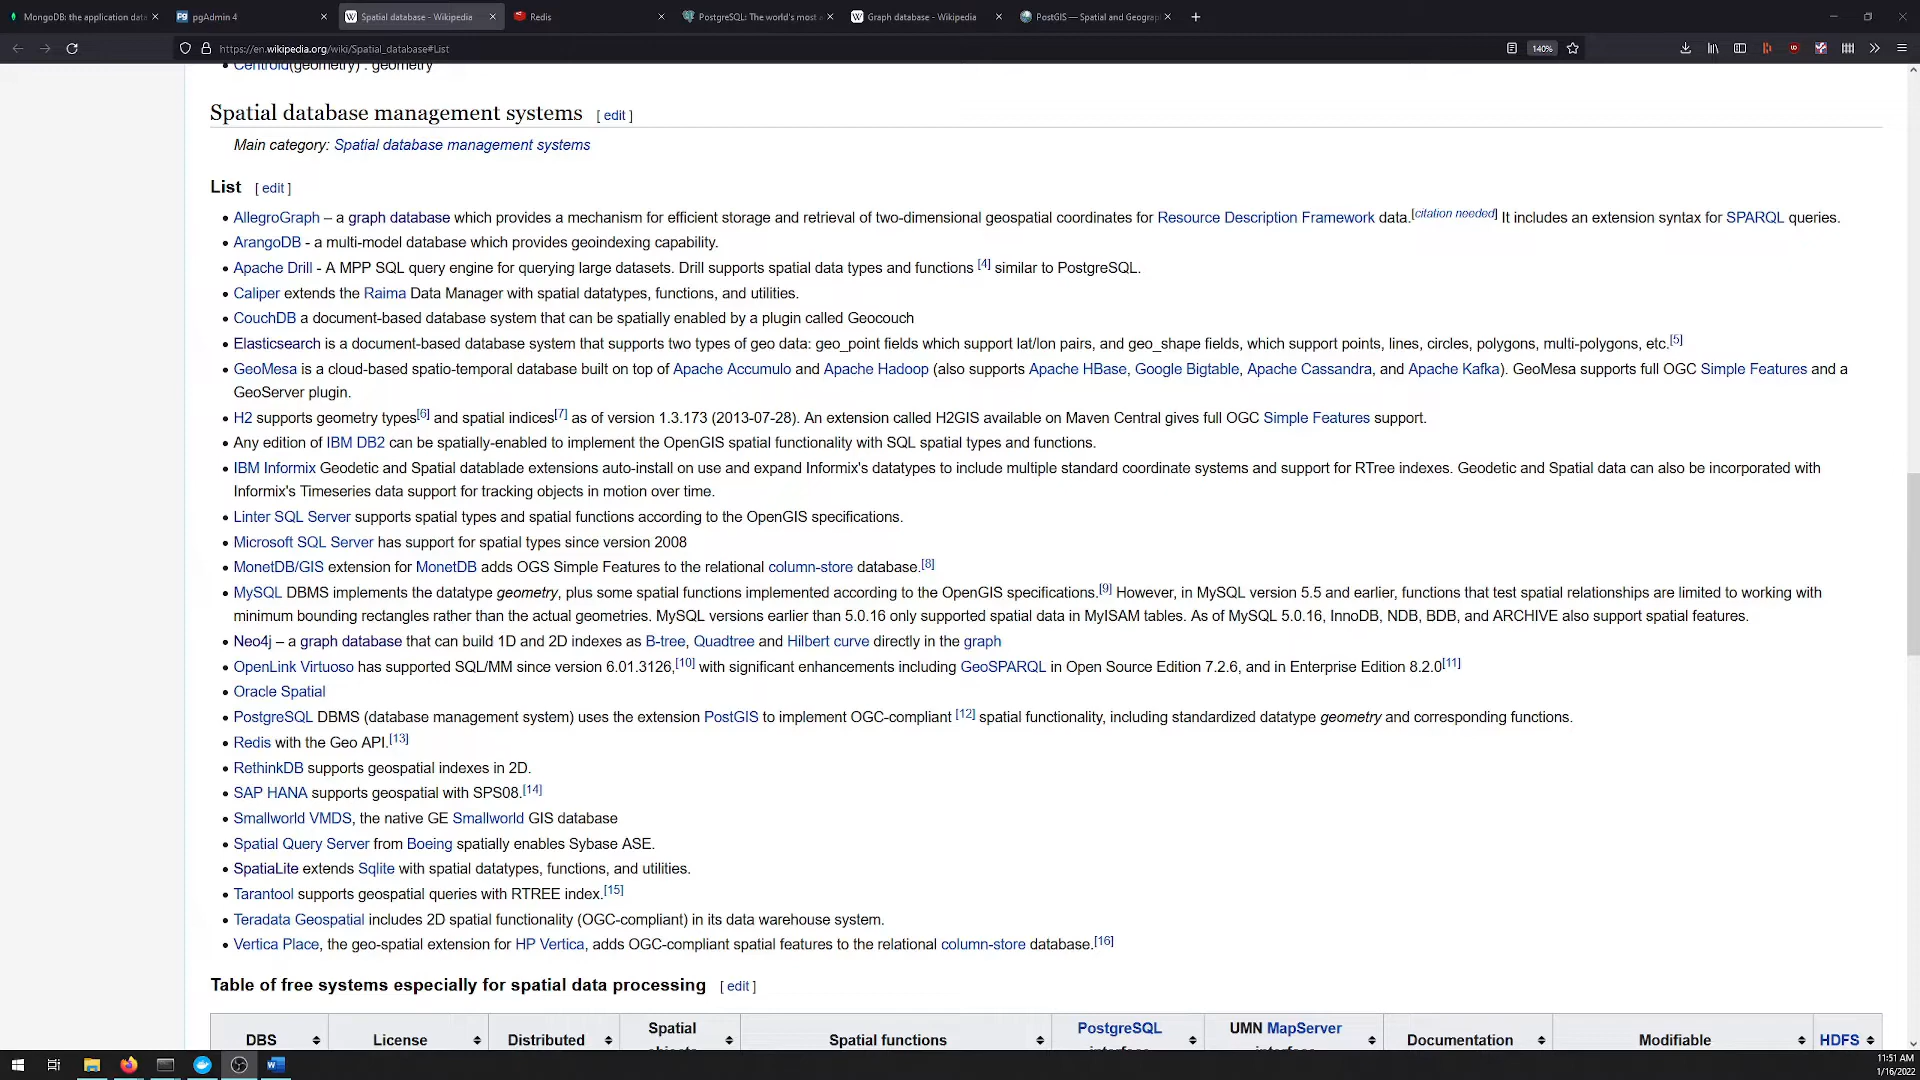 MongoDB: the application data
pgAdmin 4
Spatial database - Wikipedia
Redis
PostgreSQL: The world's most a
Graph database - Wikipedia
PostGIS — Spatial and Geograp
https://en.wikipedia.org/wiki/Spatial_database#List
140%
Centroid(geometry) : geometry
Spatial database management systems [ edit ]
Main category: Spatial database management systems
List [ edit ]
• AllegroGraph – a graph database which provides a mechanism for efficient storage and retrieval of two-dimensional geospatial coordinates for Resource Description Framework data.[citation needed] It includes an extension syntax for SPARQL queries.
• ArangoDB - a multi-model database which provides geoindexing capability.
• Apache Drill - A MPP SQL query engine for querying large datasets. Drill supports spatial data types and functions [4] similar to PostgreSQL.
• Caliper extends the Raima Data Manager with spatial datatypes, functions, and utilities.
• CouchDB a document-based database system that can be spatially enabled by a plugin called Geocouch
• Elasticsearch is a document-based database system that supports two types of geo data: geo_point fields which support lat/lon pairs, and geo_shape fields, which support points, lines, circles, polygons, multi-polygons, etc.[5]
• GeoMesa is a cloud-based spatio-temporal database built on top of Apache Accumulo and Apache Hadoop (also supports Apache HBase, Google Bigtable, Apache Cassandra, and Apache Kafka). GeoMesa supports full OGC Simple Features and a
GeoServer plugin.
• H2 supports geometry types[6] and spatial indices[7] as of version 1.3.173 (2013-07-28). An extension called H2GIS available on Maven Central gives full OGC Simple Features support.
• Any edition of IBM DB2 can be spatially-enabled to implement the OpenGIS spatial functionality with SQL spatial types and functions.
• IBM Informix Geodetic and Spatial datablade extensions auto-install on use and expand Informix's datatypes to include multiple standard coordinate systems and support for RTree indexes. Geodetic and Spatial data can also be incorporated with
Informix's Timeseries data support for tracking objects in motion over time.
• Linter SQL Server supports spatial types and spatial functions according to the OpenGIS specifications.
• Microsoft SQL Server has support for spatial types since version 2008
• MonetDB/GIS extension for MonetDB adds OGS Simple Features to the relational column-store database.[8]
• MySQL DBMS implements the datatype geometry, plus some spatial functions implemented according to the OpenGIS specifications.[9] However, in MySQL version 5.5 and earlier, functions that test spatial relationships are limited to working with
minimum bounding rectangles rather than the actual geometries. MySQL versions earlier than 5.0.16 only supported spatial data in MyISAM tables. As of MySQL 5.0.16, InnoDB, NDB, BDB, and ARCHIVE also support spatial features.
• Neo4j – a graph database that can build 1D and 2D indexes as B-tree, Quadtree and Hilbert curve directly in the graph
• OpenLink Virtuoso has supported SQL/MM since version 6.01.3126,[10] with significant enhancements including GeoSPARQL in Open Source Edition 7.2.6, and in Enterprise Edition 8.2.0[11]
• Oracle Spatial
• PostgreSQL DBMS (database management system) uses the extension PostGIS to implement OGC-compliant [12] spatial functionality, including standardized datatype geometry and corresponding functions.
• Redis with the Geo API.[13]
• RethinkDB supports geospatial indexes in 2D.
• SAP HANA supports geospatial with SPS08.[14]
• Smallworld VMDS, the native GE Smallworld GIS database
• Spatial Query Server from Boeing spatially enables Sybase ASE.
• SpatiaLite extends Sqlite with spatial datatypes, functions, and utilities.
• Tarantool supports geospatial queries with RTREE index.[15]
• Teradata Geospatial includes 2D spatial functionality (OGC-compliant) in its data warehouse system.
• Vertica Place, the geo-spatial extension for HP Vertica, adds OGC-compliant spatial features to the relational column-store database.[16]
Table of free systems especially for spatial data processing [ edit ]
DBS License Distributed Spatial objects Spatial functions PostgreSQL interface UMN MapServer interface Documentation Modifiable HDFS
11:51 AM
1/16/2022